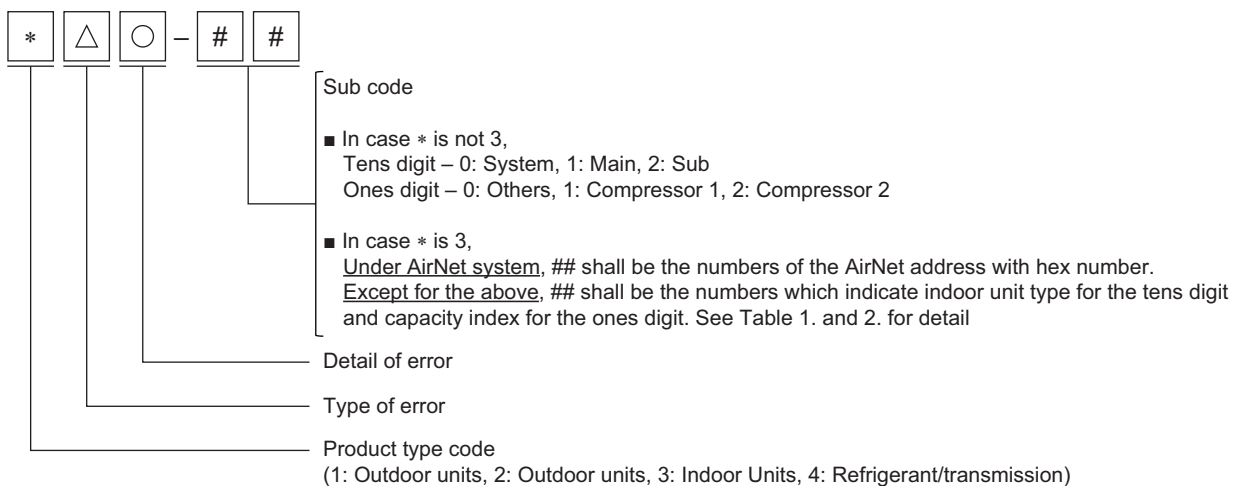 * △ ○ – # #
Sub code
■ In case * is not 3,
Tens digit – 0: System, 1: Main, 2: Sub
Ones digit – 0: Others, 1: Compressor 1, 2: Compressor 2
■ In case * is 3,
Under AirNet system, ## shall be the numbers of the AirNet address with hex number.
Except for the above, ## shall be the numbers which indicate indoor unit type for the tens digit
and capacity index for the ones digit. See Table 1. and 2. for detail
Detail of error
Type of error
Product type code
(1: Outdoor units, 2: Outdoor units, 3: Indoor Units, 4: Refrigerant/transmission)